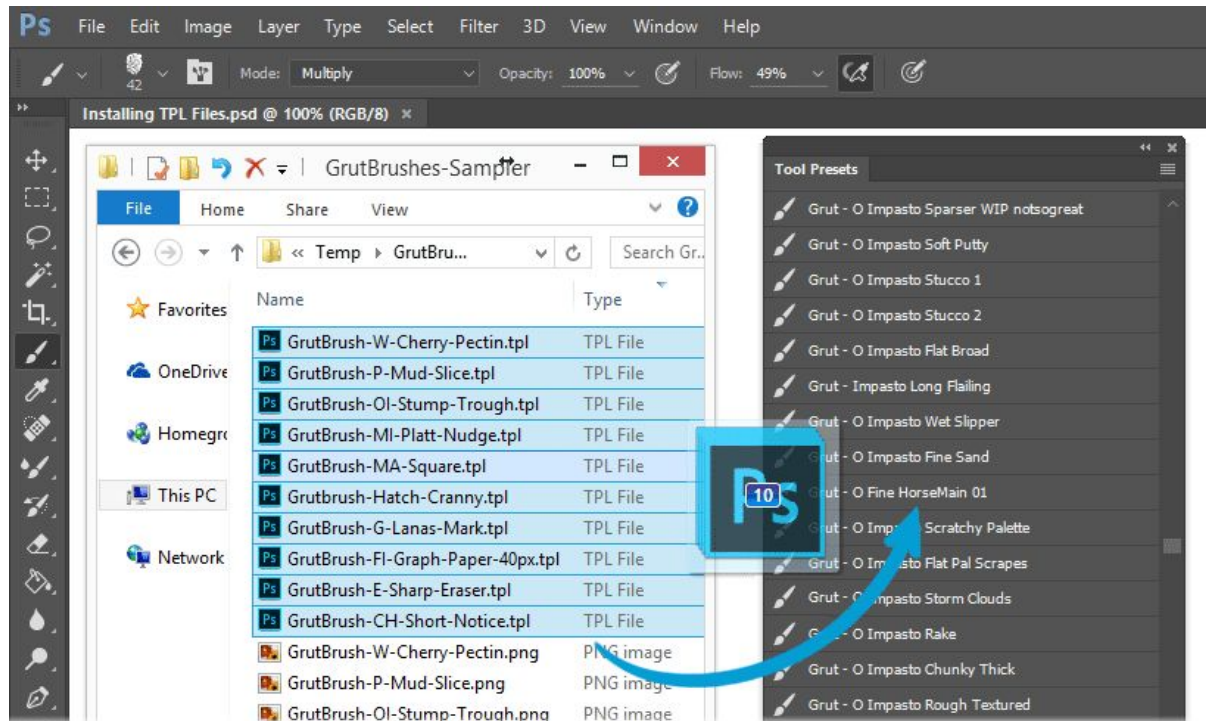 Ps File Edit Image Layer Type Select Filter 3D View Window Help
42 Mode: Multiply Opacity: 100% Flow: 49%
Installing TPL Files.psd @ 100% (RGB/8) ×
GrutBrushes-Sampler
File Home Share View
« Temp GrutBru... Search Gr..
Favorites
OneDrive
Homegro
This PC
Network
Name Type
GrutBrush-W-Cherry-Pectin.tpl TPL File
GrutBrush-P-Mud-Slice.tpl TPL File
GrutBrush-OI-Stump-Trough.tpl TPL File
GrutBrush-MI-Platt-Nudge.tpl TPL File
GrutBrush-MA-Square.tpl TPL File
Grutbrush-Hatch-Cranny.tpl TPL File
GrutBrush-G-Lanas-Mark.tpl TPL File
GrutBrush-FI-Graph-Paper-40px.tpl TPL File
GrutBrush-E-Sharp-Eraser.tpl TPL File
GrutBrush-CH-Short-Notice.tpl TPL File
GrutBrush-W-Cherry-Pectin.png PNG image
GrutBrush-P-Mud-Slice.png PNG image
GrutBrush-OI-Stump-Trough.png PNG image
Ps
10
Tool Presets
Grut - O Impasto Sparser WIP notsogreat
Grut - O Impasto Soft Putty
Grut - O Impasto Stucco 1
Grut - O Impasto Stucco 2
Grut - O Impasto Flat Broad
Grut - Impasto Long Flailing
Grut - O Impasto Wet Slipper
Grut - O Impasto Fine Sand
Grut - O Fine HorseMain 01
Grut - O Impasto Scratchy Palette
Grut - O Impasto Flat Pal Scrapes
Grut - O Impasto Storm Clouds
Grut - O Impasto Rake
Grut - O Impasto Chunky Thick
Grut - O Impasto Rough Textured